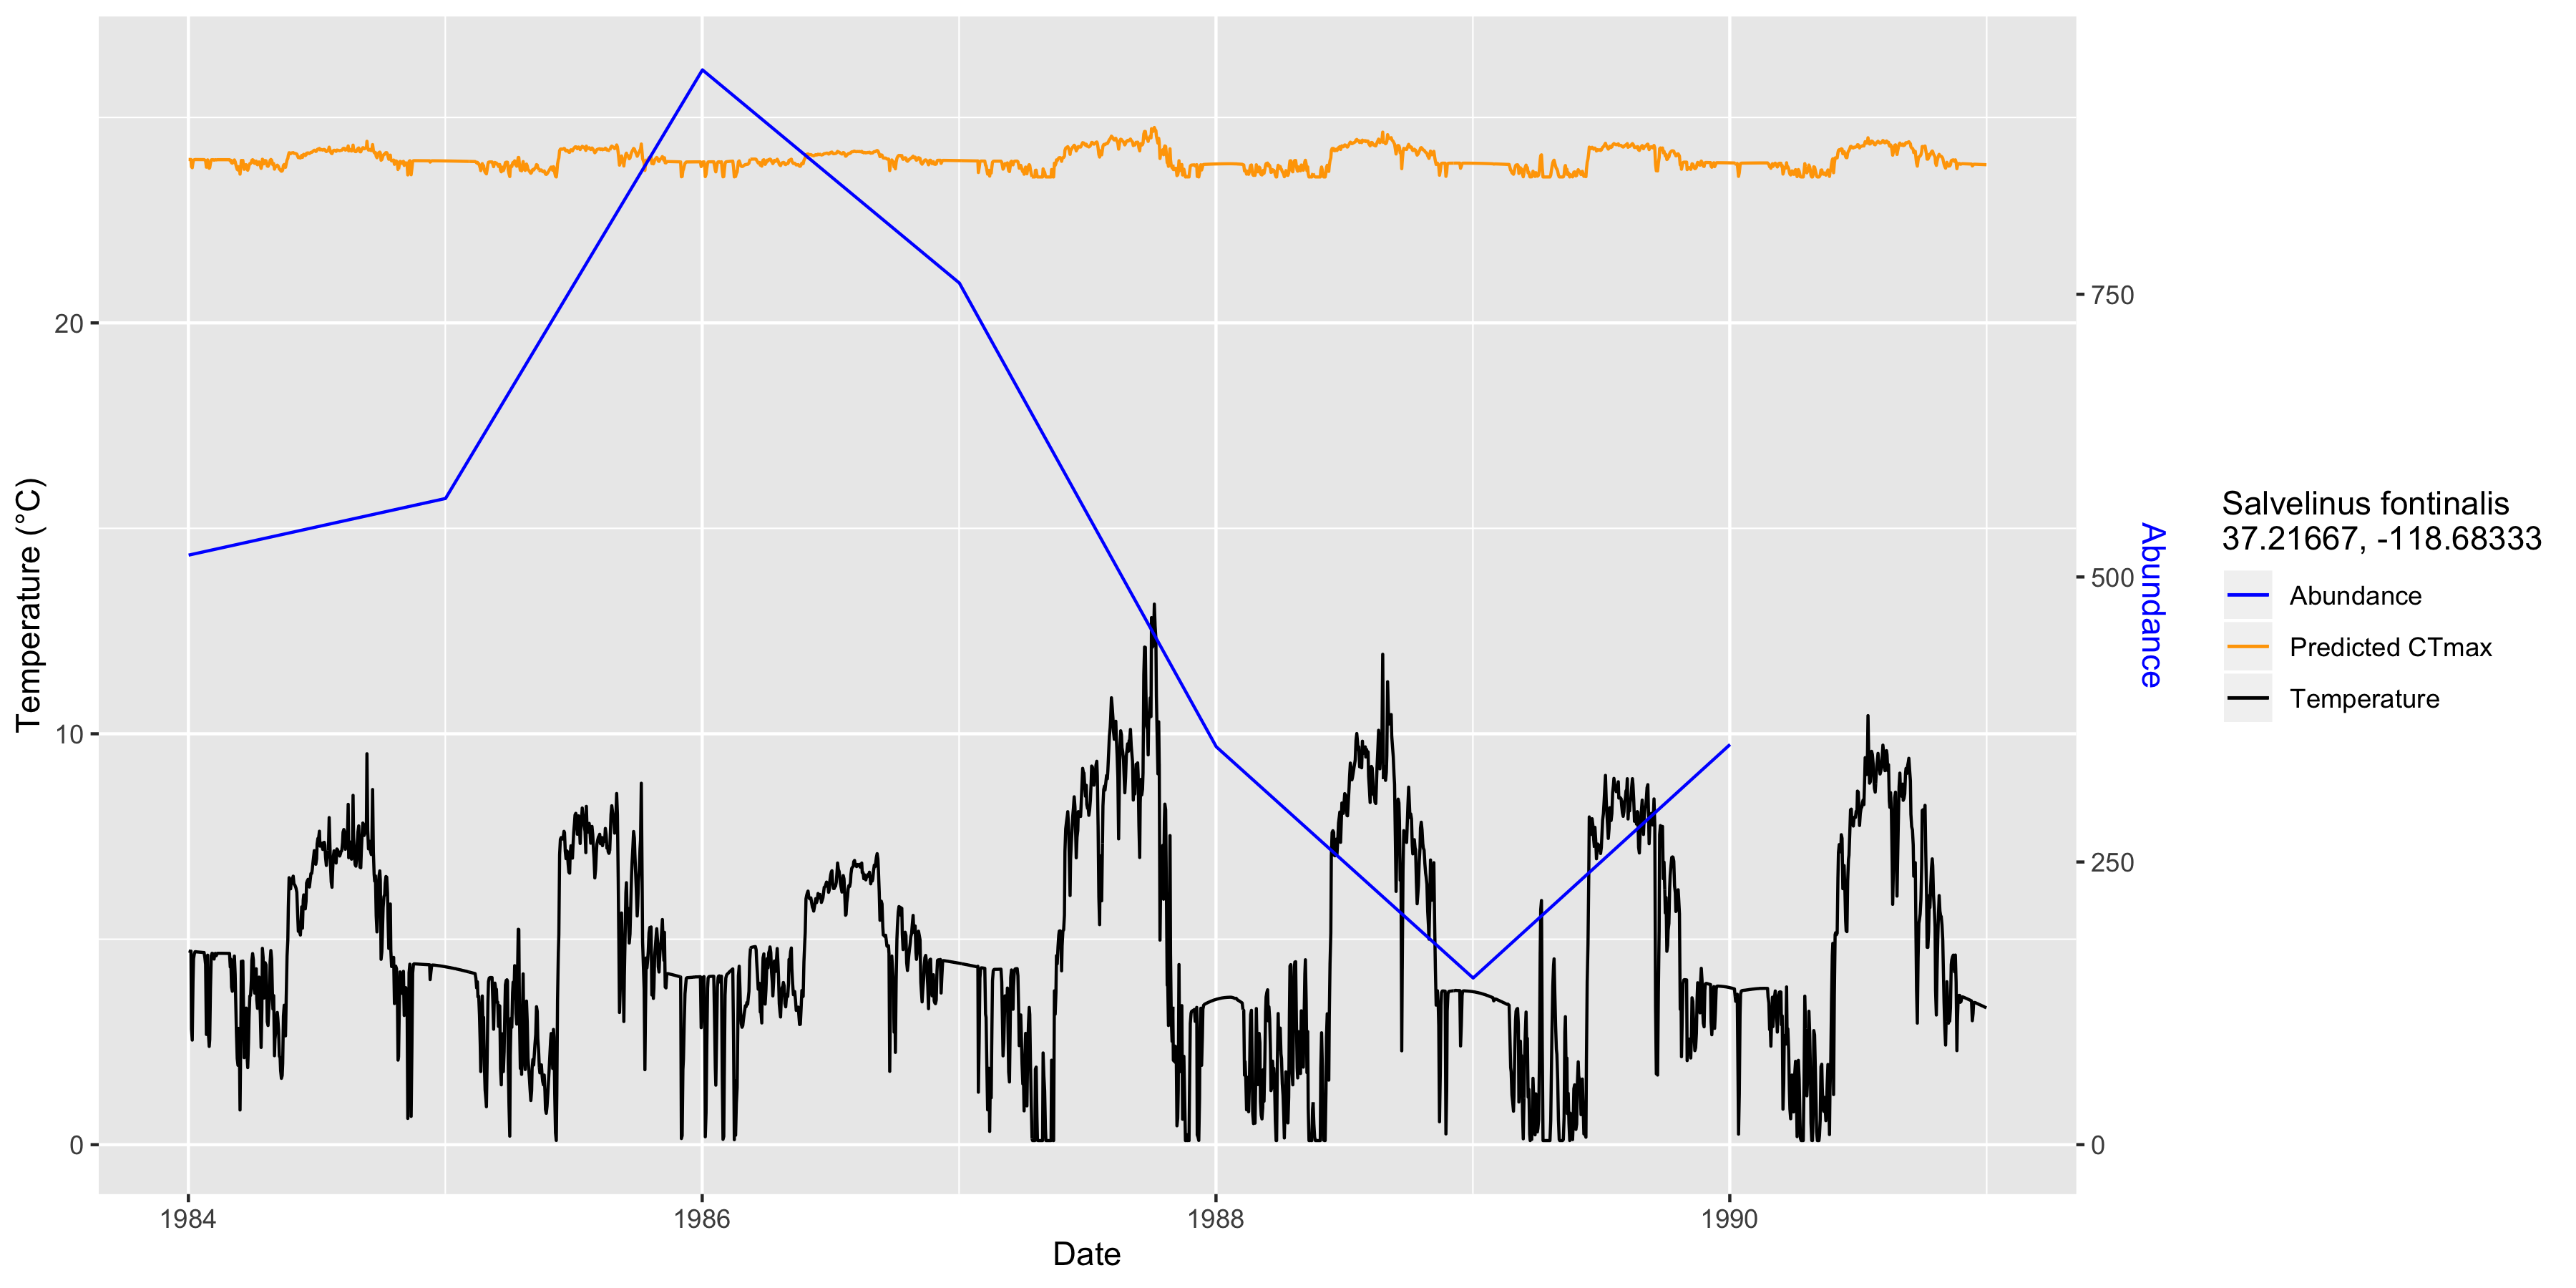 Temperature (°C)
20
10
0
1984
1986
1988
1990
Date
750
500
250
0
Abundance
Salvelinus fontinalis
37.21667, -118.68333
Abundance
Predicted CTmax
Temperature